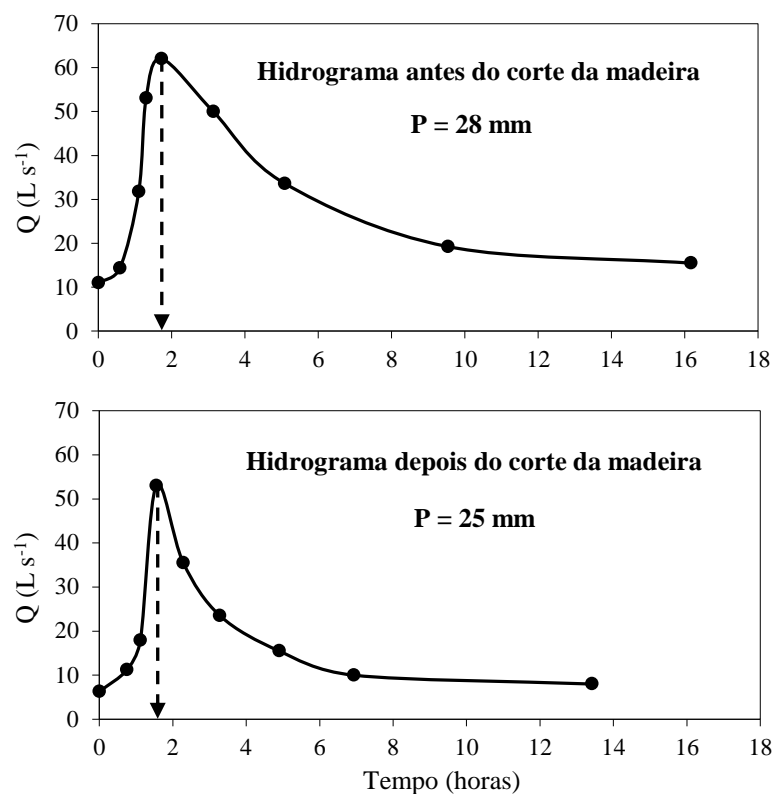 70
60
50
40
30
20
10
0
Q (L s⁻¹)
Hidrograma antes do corte da madeira
P = 28 mm
0 2 4 6 8 10 12 14 16 18
70
60
50
40
30
20
10
0
Q (L s⁻¹)
Hidrograma depois do corte da madeira
P = 25 mm
0 2 4 6 8 10 12 14 16 18
Tempo (horas)